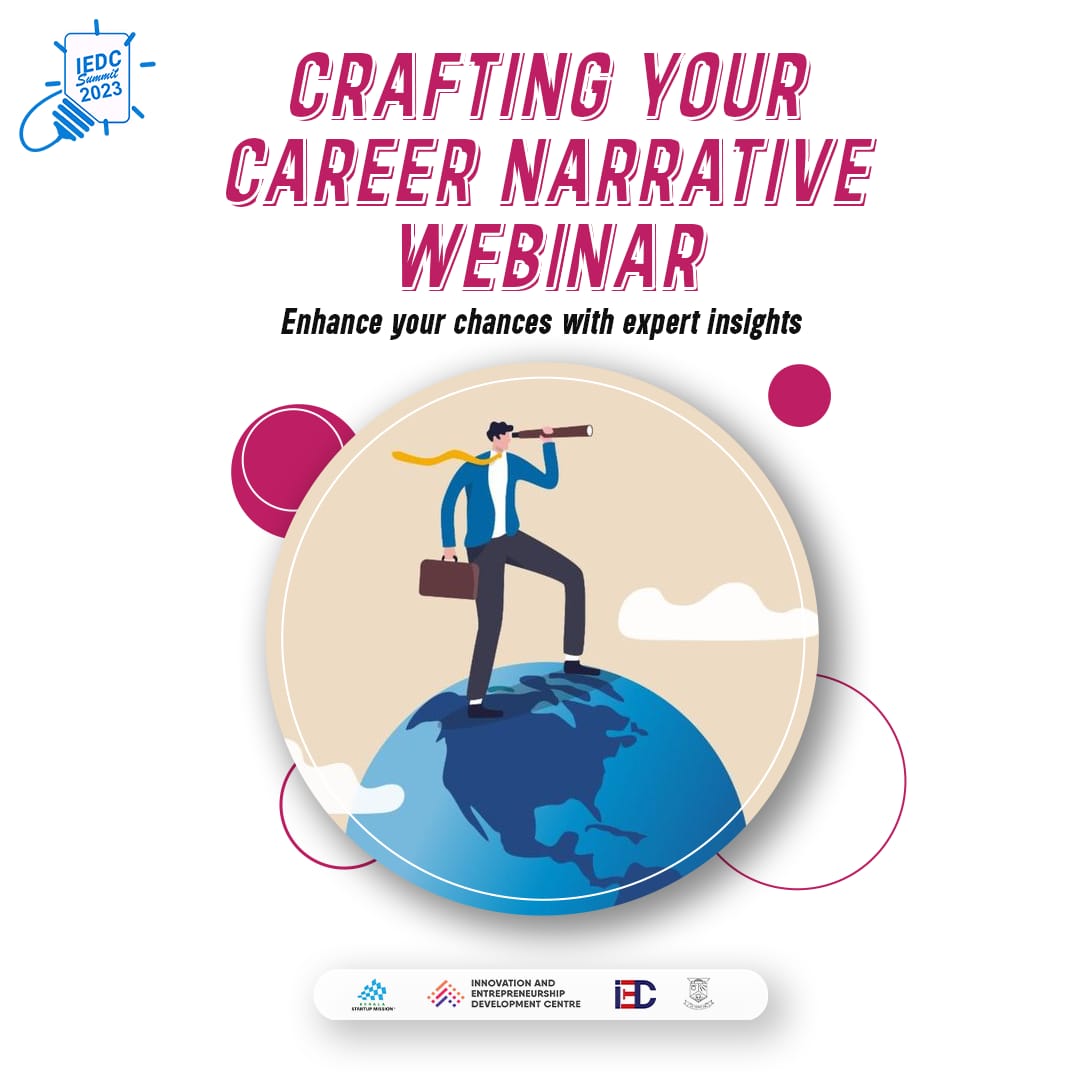 IEDC
Summit
2023
CRAFTING YOUR
CAREER NARRATIVE
WEBINAR
Enhance your chances with expert insights
KERALA
STARTUP MISSION
INNOVATION AND
ENTREPRENEURSHIP
DEVELOPMENT CENTRE
IEDC